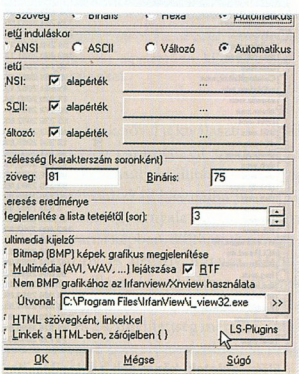 Szöveg Bináris Hexa Automatikus
Betű induláskor
ANSI ASCII Változó Automatikus
Betű
ANSI: alapérték ...
ASCII: alapérték ...
Változó: alapérték ...
Szélesség (karakterszám soronként)
Szöveg: 81 Bináris: 75
Keresés eredménye
Megjelenítés a lista tetejétől (sor): 3
Multimedia kijelző
Bitmap (BMP) képek grafikus megjelenítése
Multimédia (AVI, WAV, ...) lejátszása RTF
Nem BMP grafikához az Irfanview/Xnview használata
Útvonal: C:\Program Files\IrfanView\i_view32.exe >>
HTML szövegként, linkekkel
Linkek a HTML-ben, zárójelben { }
LS-Plugins
OK Mégse Súgó